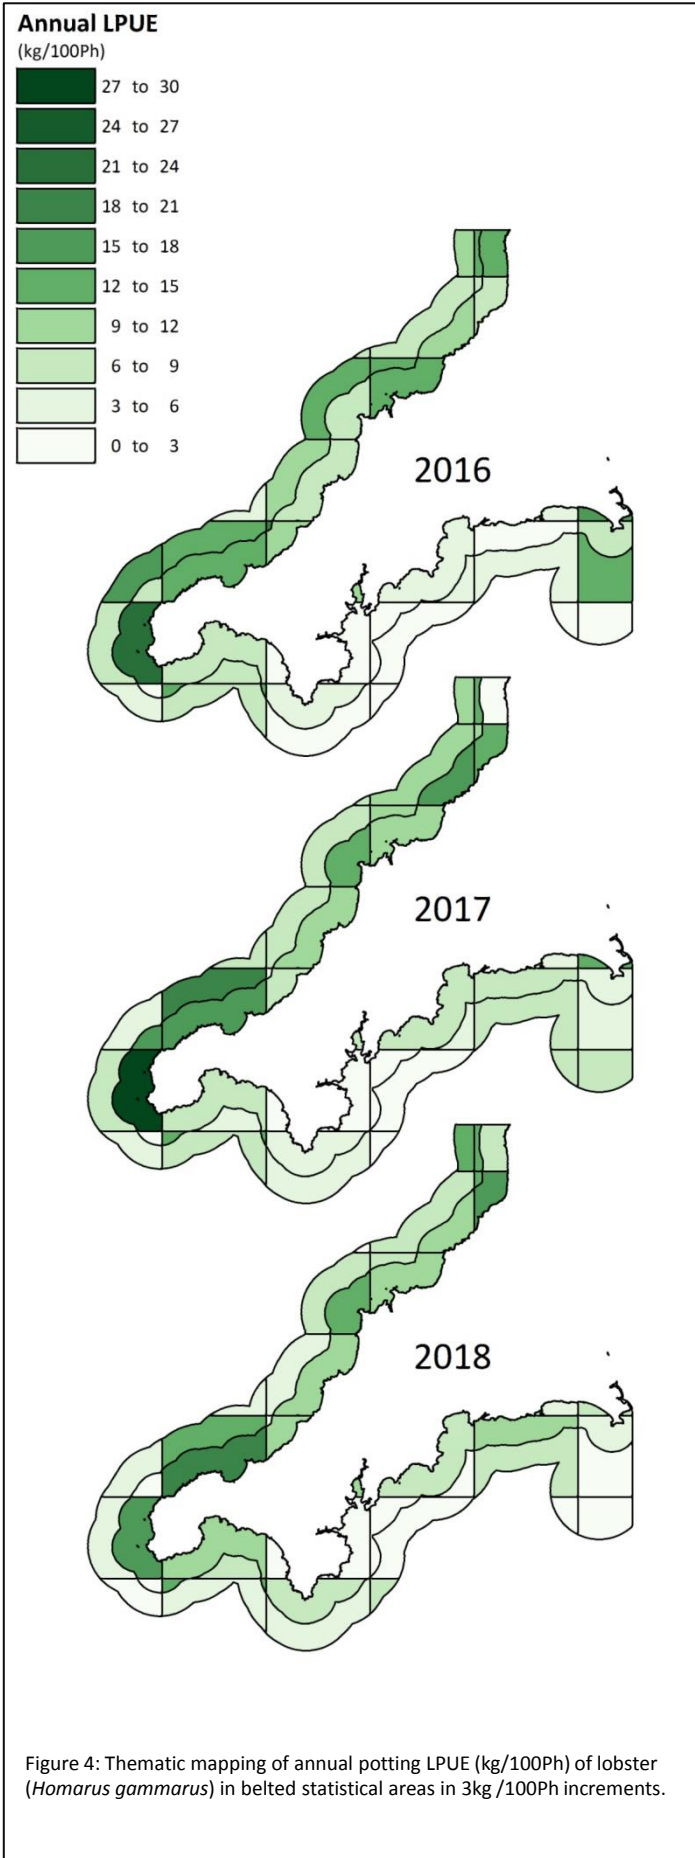 Annual LPUE
(kg/100Ph)
27 to 30
24 to 27
21 to 24
18 to 21
15 to 18
12 to 15
9 to 12
6 to 9
3 to 6
0 to 3
2016
2017
2018
Figure 4: Thematic mapping of annual potting LPUE (kg/100Ph) of lobster
(Homarus gammarus) in belted statistical areas in 3kg /100Ph increments.